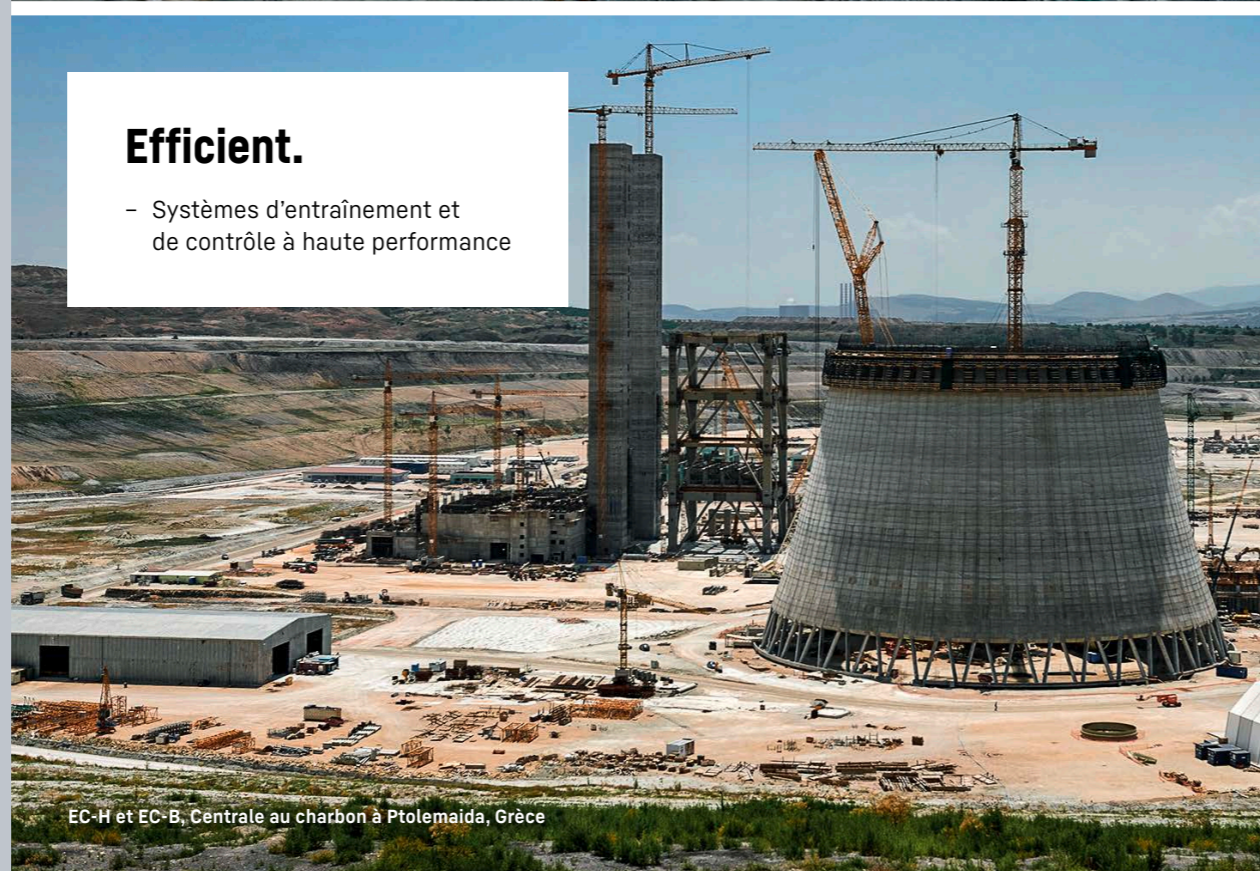 Efficient.
– Systèmes d'entraînement et
de contrôle à haute performance
EC-H et EC-B, Centrale au charbon à Ptolemaida, Grèce